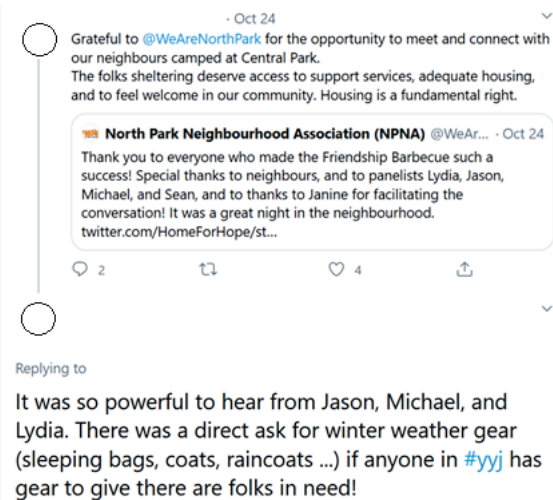 · Oct 24
Grateful to @WeAreNorthPark for the opportunity to meet and connect with
our neighbours camped at Central Park.
The folks sheltering deserve access to support services, adequate housing,
and to feel welcome in our community. Housing is a fundamental right.
North Park Neighbourhood Association (NPNA) @WeAr... · Oct 24
Thank you to everyone who made the Friendship Barbecue such a
success! Special thanks to neighbours, and to panelists Lydia, Jason,
Michael, and Sean, and to thanks to Janine for facilitating the
conversation! It was a great night in the neighbourhood.
twitter.com/HomeForHope/st...
2 4
Replying to
It was so powerful to hear from Jason, Michael, and
Lydia. There was a direct ask for winter weather gear
(sleeping bags, coats, raincoats ...) if anyone in #yyj has
gear to give there are folks in need!